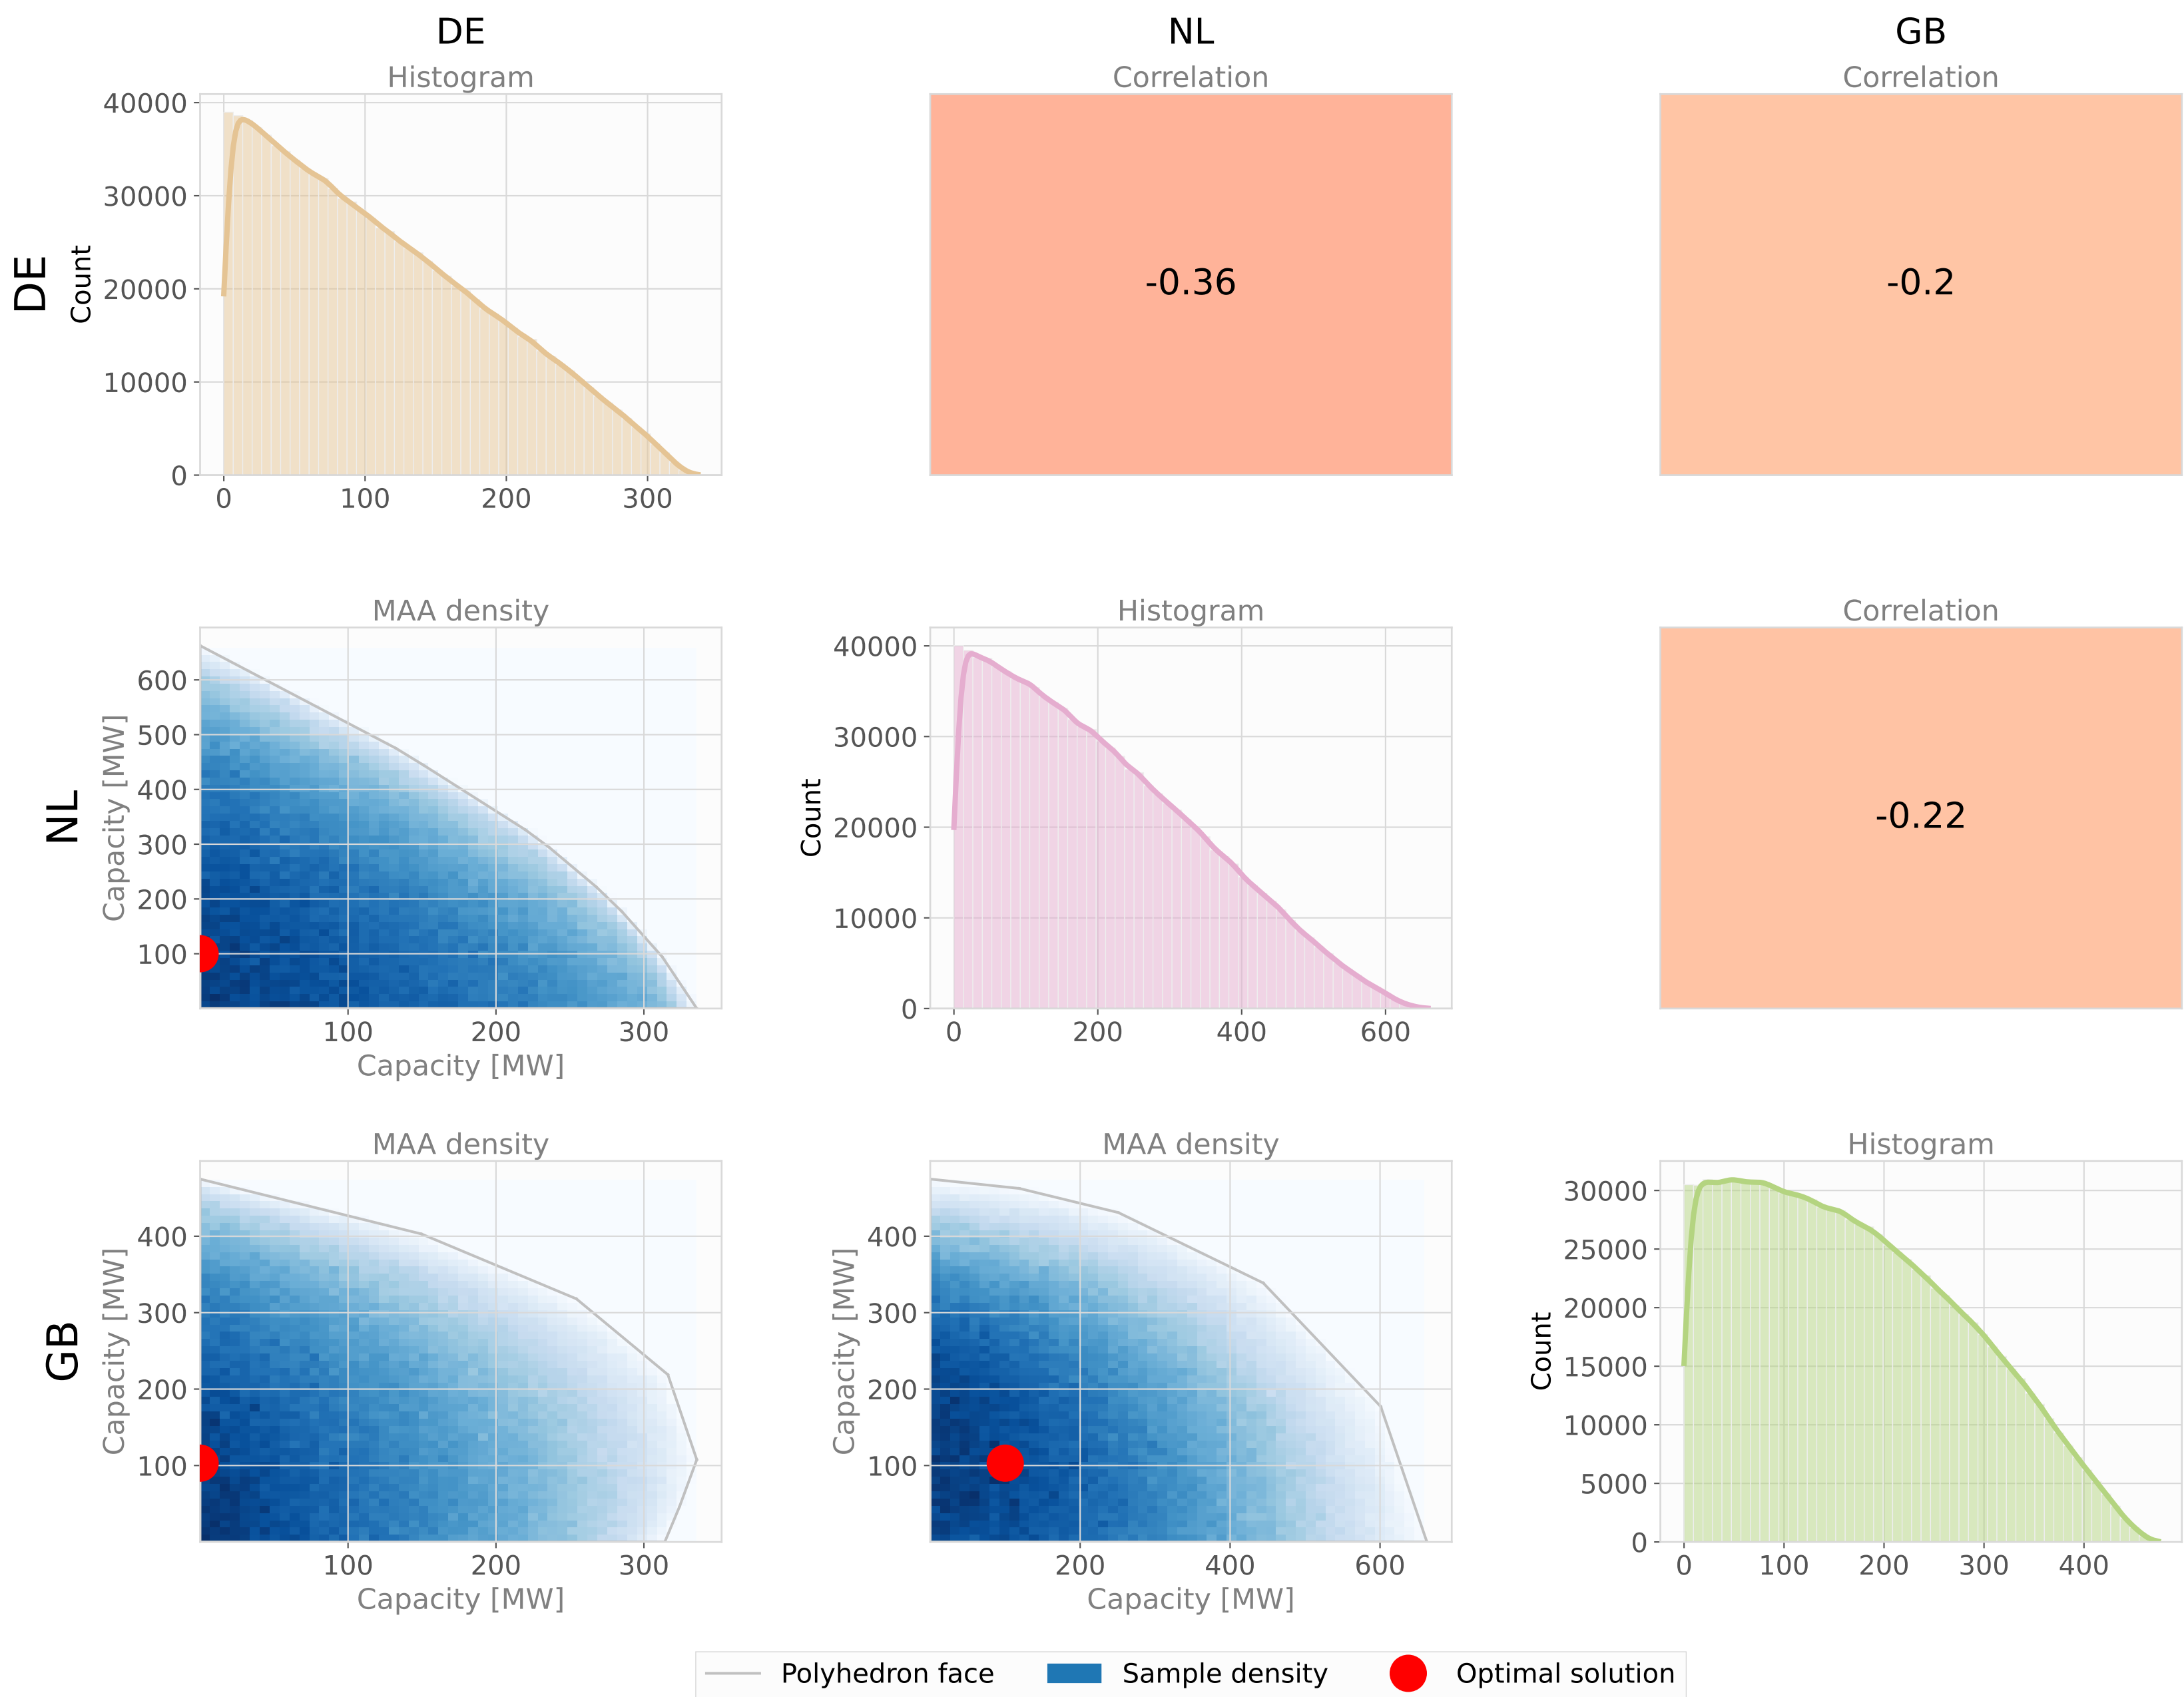 DE NL GB
Histogram Correlation Correlation
DE
Count
40000
30000
20000
10000
0
0 100 200 300
-0.36
-0.2
MAA density Histogram Correlation
NL
Capacity [MW]
600
500
400
300
200
100
100 200 300
Capacity [MW]
Count
40000
30000
20000
10000
0
0 200 400 600
-0.22
MAA density MAA density Histogram
GB
Capacity [MW]
400
300
200
100
100 200 300
Capacity [MW]
Capacity [MW]
400
300
200
100
200 400 600
Capacity [MW]
Count
30000
25000
20000
15000
10000
5000
0
0 100 200 300 400
Polyhedron face Sample density Optimal solution